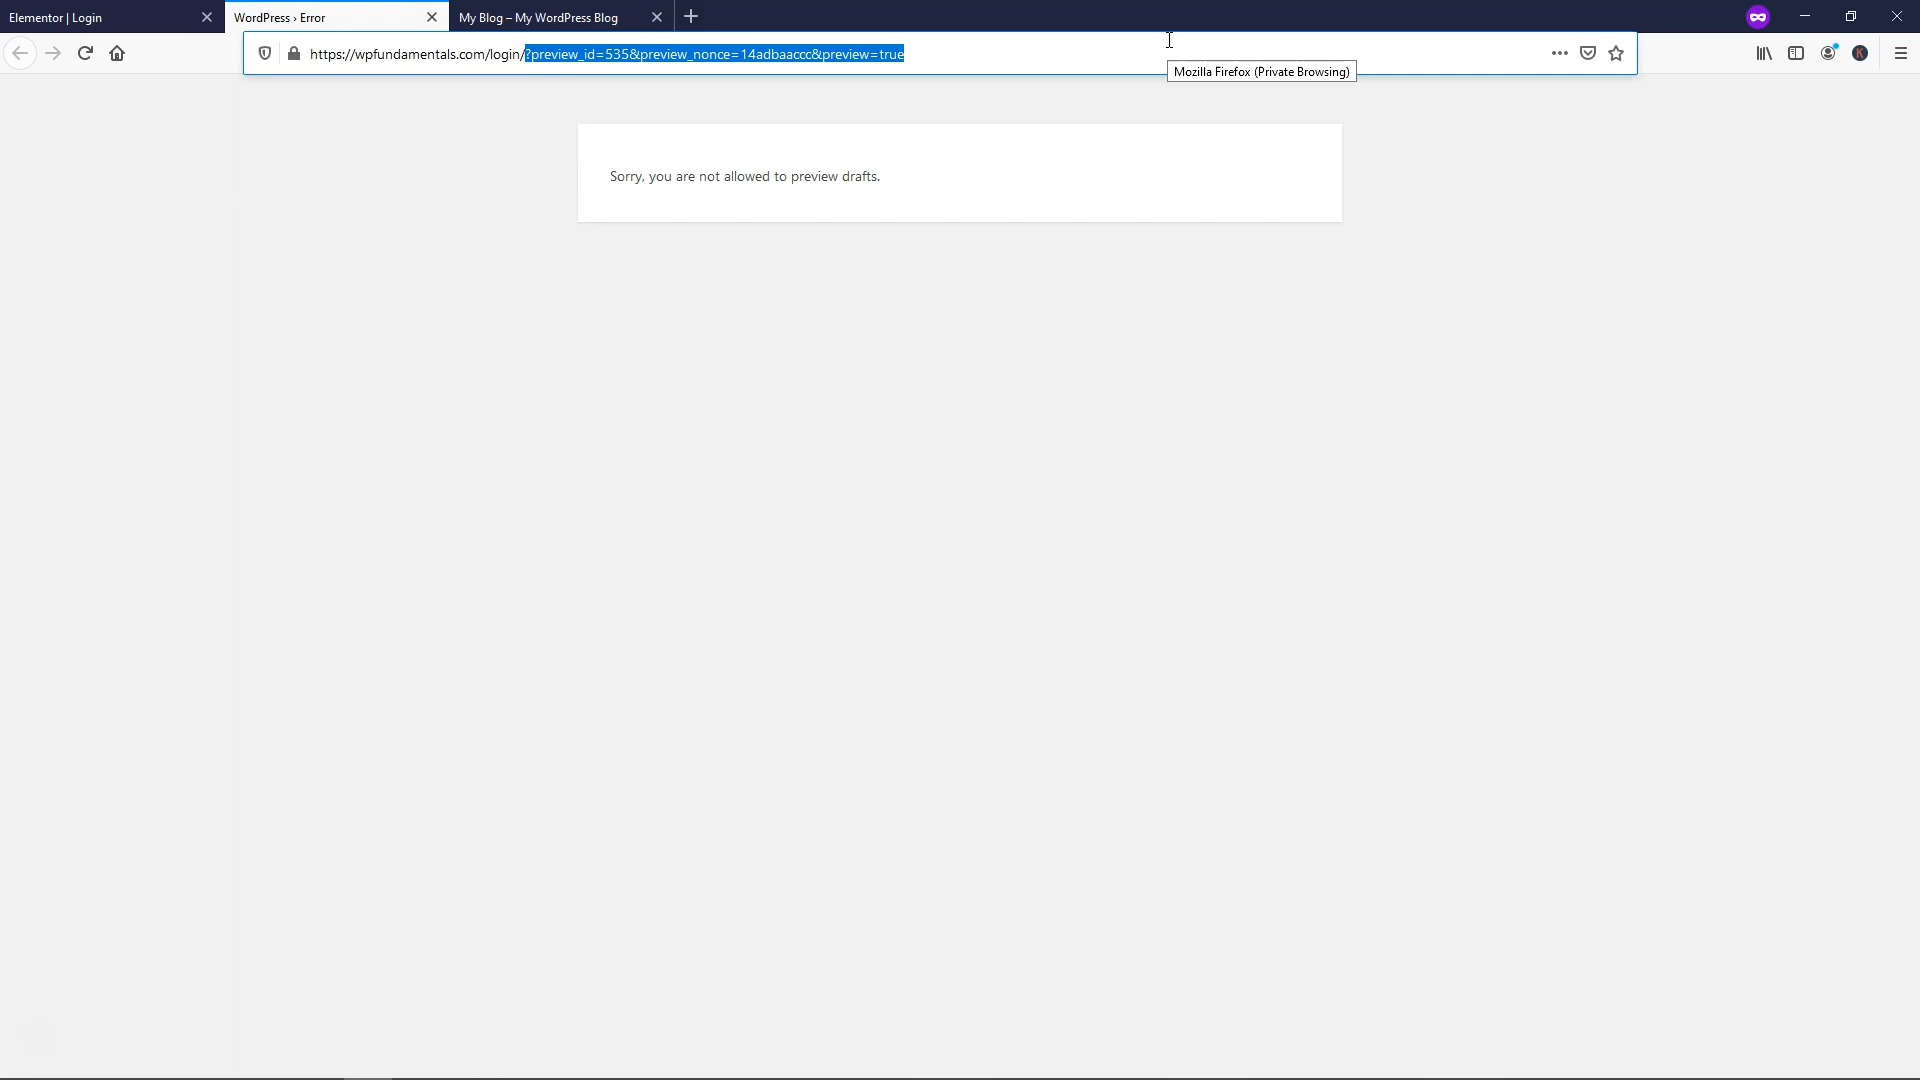 Elementor | Login
WordPress › Error
My Blog – My WordPress Blog
https://wpfundamentals.com/login/?preview_id=535&preview_nonce=14adbaaccc&preview=true
Mozilla Firefox (Private Browsing)
K
Sorry, you are not allowed to preview drafts.